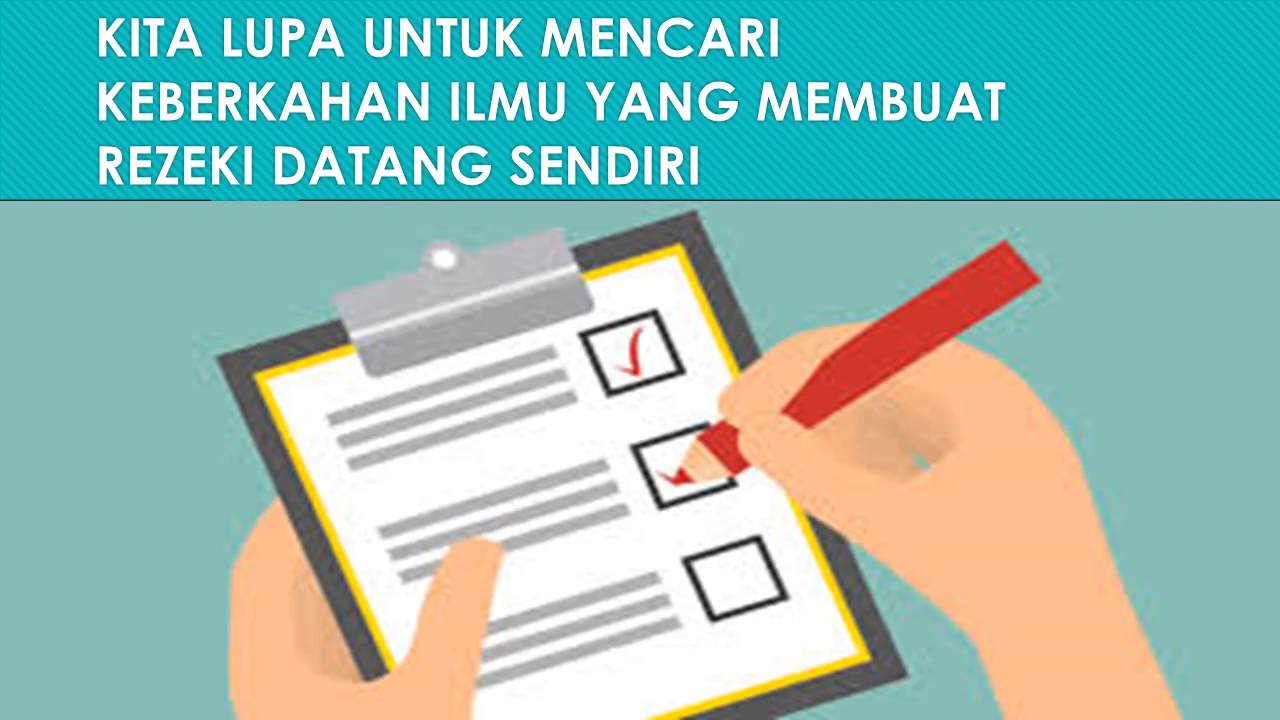 KITA LUPA UNTUK MENCARI
KEBERKAHAN ILMU YANG MEMBUAT
REZEKI DATANG SENDIRI